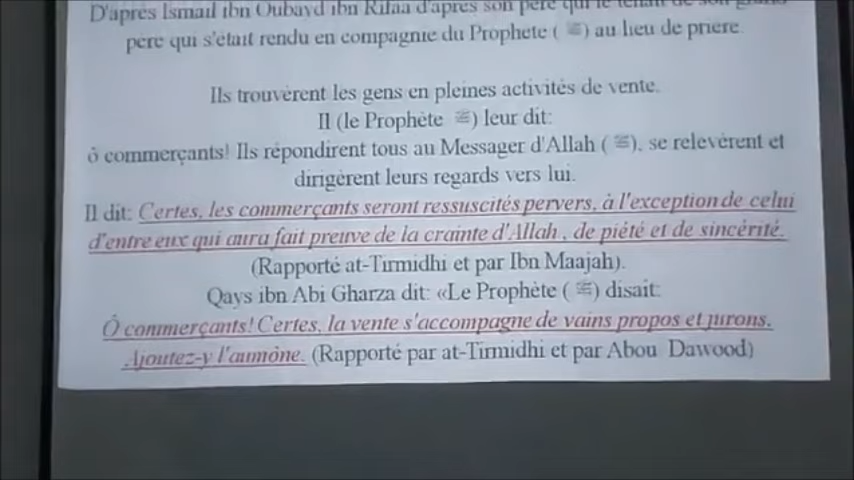 D'après Ismail ibn Oubayd ibn Rifaa d'après son père qui le tenait de son grand
père qui s'était rendu en compagnie du Prophète ( ﷺ) au lieu de prière
Ils trouvèrent les gens en pleines activités de vente.
Il (le Prophète ﷺ) leur dit:
ô commerçants! Ils répondirent tous au Messager d'Allah ( ﷺ), se relevèrent et
dirigèrent leurs regards vers lui.
Il dit: Certes, les commerçants seront ressuscités pervers, à l'exception de celui
d'entre eux qui aura fait preuve de la crainte d'Allah , de piété et de sincérité.
(Rapporté at-Tirmidhi et par Ibn Maajah).
Qays ibn Abi Gharza dit: «Le Prophète ( ﷺ) disait:
Ô commerçants! Certes, la vente s'accompagne de vains propos et jurons.
Ajoutez-y l'aumône. (Rapporté par at-Tirmidhi et par Abou Dawood)